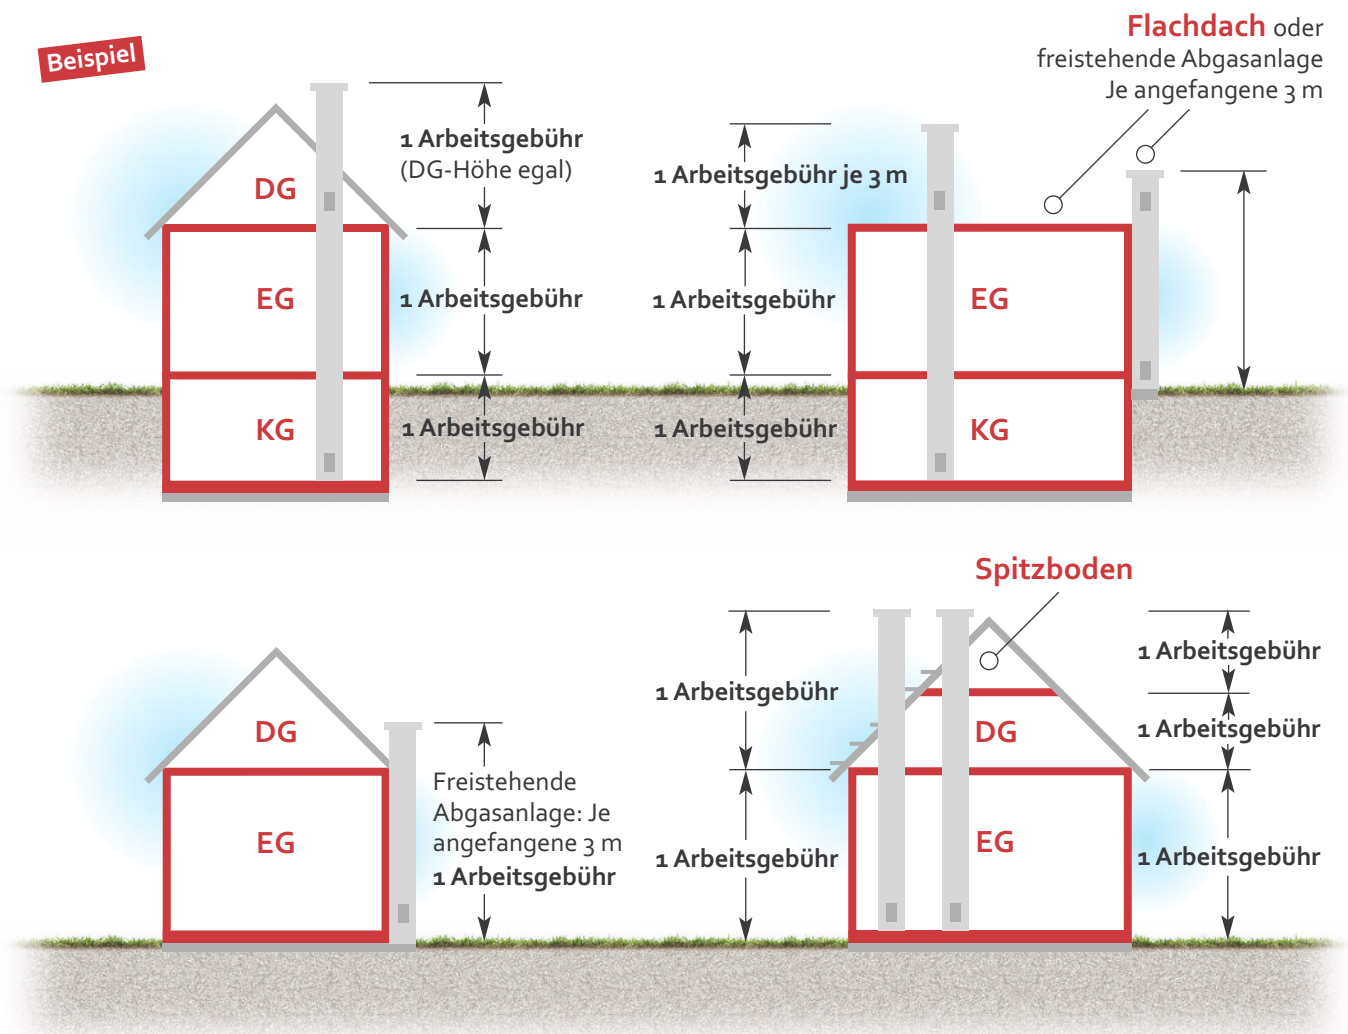 Beispiel
1 Arbeitsgebühr
(DG-Höhe egal)
DG
1 Arbeitsgebühr
EG
1 Arbeitsgebühr
KG
Flachdach oder
freistehende Abgasanlage
Je angefangene 3 m
1 Arbeitsgebühr je 3 m
1 Arbeitsgebühr
EG
1 Arbeitsgebühr
KG
DG
EG
Freistehende
Abgasanlage: Je
angefangene 3 m
1 Arbeitsgebühr
Spitzboden
1 Arbeitsgebühr
1 Arbeitsgebühr
DG
1 Arbeitsgebühr
1 Arbeitsgebühr
EG
1 Arbeitsgebühr